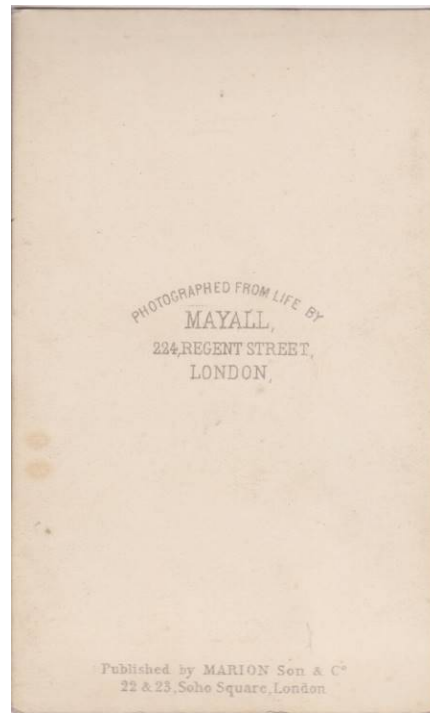 PHOTOGRAPHED FROM LIFE BY
MAYALL,
224,REGENT STREET,
LONDON,
Published by MARION Son & Cº
22 & 23,Soho Square,London